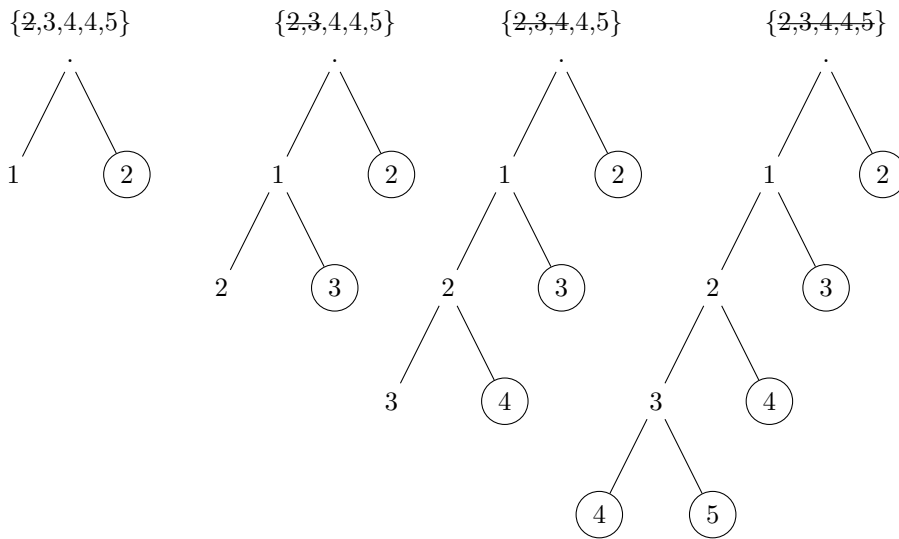 {2,3,4,4,5} {2,3,4,4,5} {2,3,4,4,5} {2,3,4,4,5}
. . . .
1 2 1 2 1 2 1 2
2 3 2 3 2 3
3 4 3 4
4 5